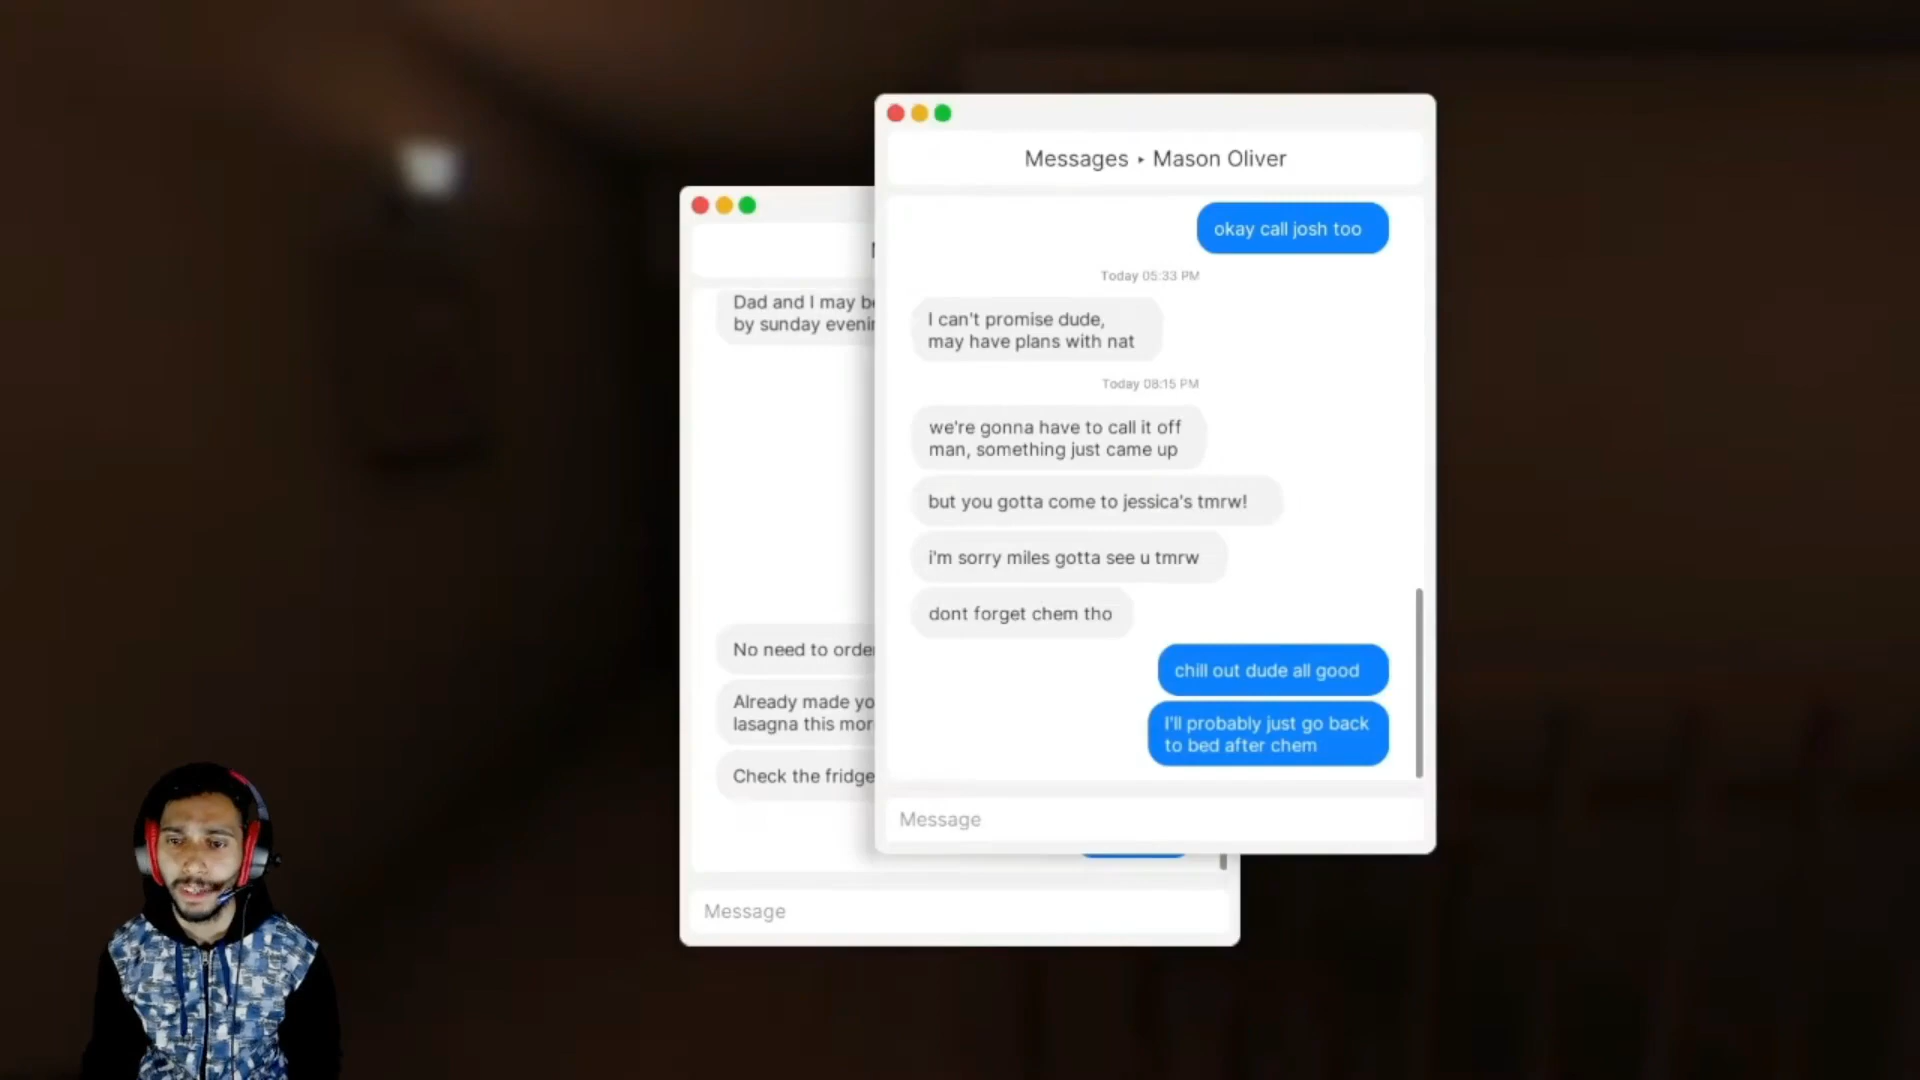 Messages ▸ Mason Oliver
okay call josh too
Today 05:33 PM
I can't promise dude,
may have plans with nat
Today 08:15 PM
we're gonna have to call it off
man, something just came up
but you gotta come to jessica's tmrw!
i'm sorry miles gotta see u tmrw
dont forget chem tho
chill out dude all good
I'll probably just go back
to bed after chem
Message
Dad and I may
by sunday
No need to
Already made
lasagna this
Check the fridge
Message